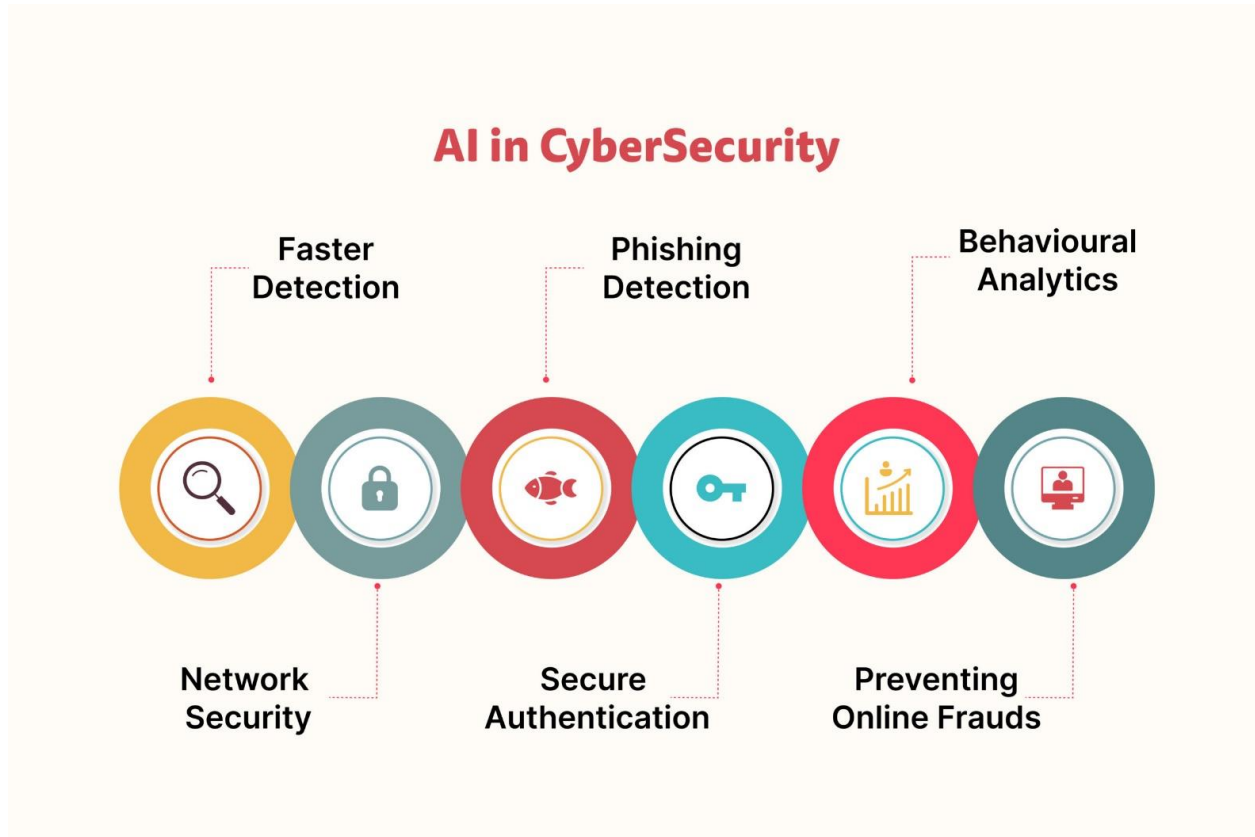 AI in CyberSecurity
Faster
Detection
Phishing
Detection
Behavioural
Analytics
Network
Security
Secure
Authentication
Preventing
Online Frauds